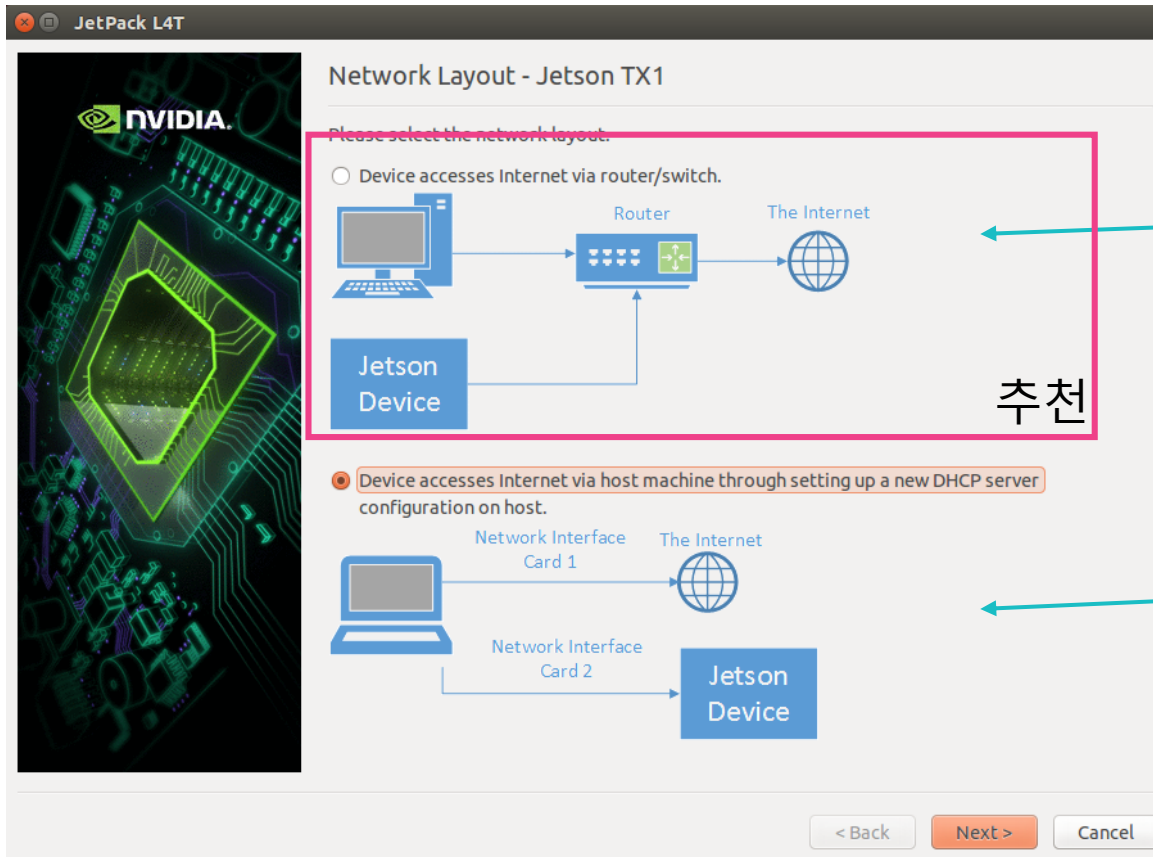 JetPack L4T
NVIDIA.
Network Layout - Jetson TX1
Please select the network layout.
Device accesses Internet via router/switch.
Router
The Internet
Jetson
Device
추천
Device accesses Internet via host machine through setting up a new DHCP server
configuration on host.
Network Interface
Card 1
The Internet
Network Interface
Card 2
Jetson
Device
< Back
Next >
Cancel